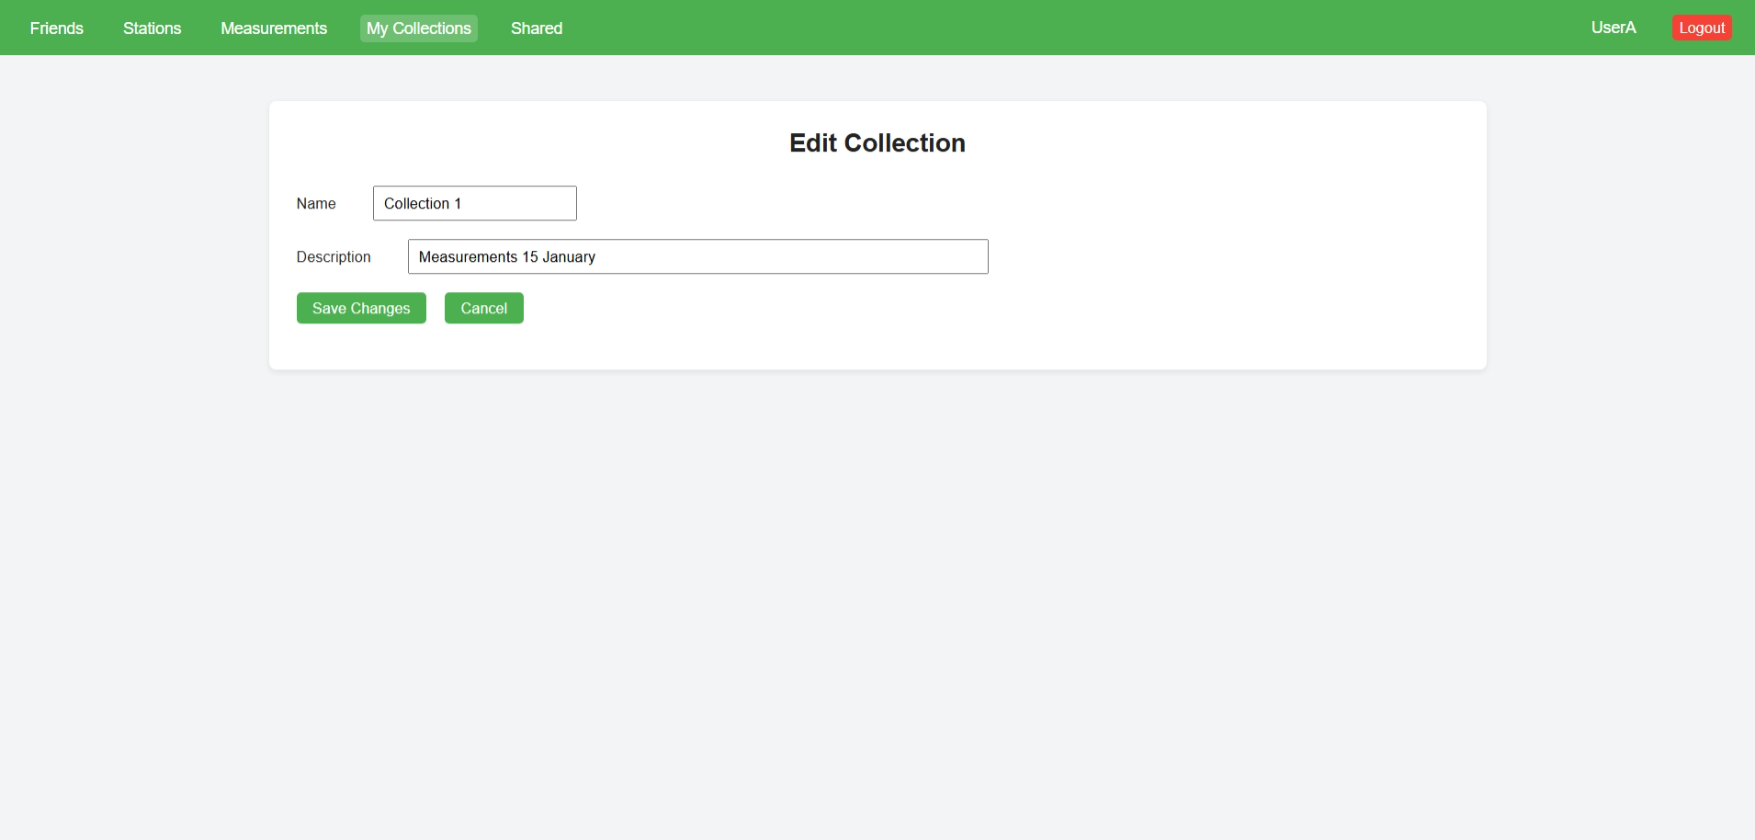 Friends Stations Measurements My Collections Shared UserA Logout
Edit Collection
Name Collection 1
Description Measurements 15 January
Save Changes Cancel